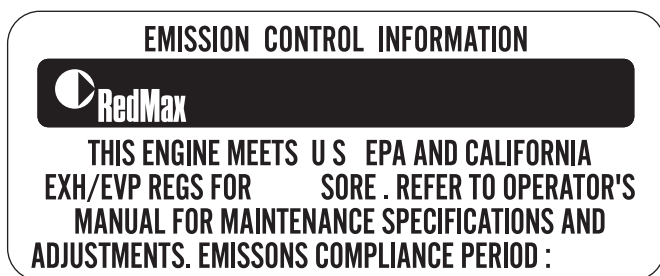 EMISSION CONTROL INFORMATION
RedMax
THIS ENGINE MEETS U S EPA AND CALIFORNIA
EXH/EVP REGS FOR SORE . REFER TO OPERATOR'S
MANUAL FOR MAINTENANCE SPECIFICATIONS AND
ADJUSTMENTS. EMISSONS COMPLIANCE PERIOD :